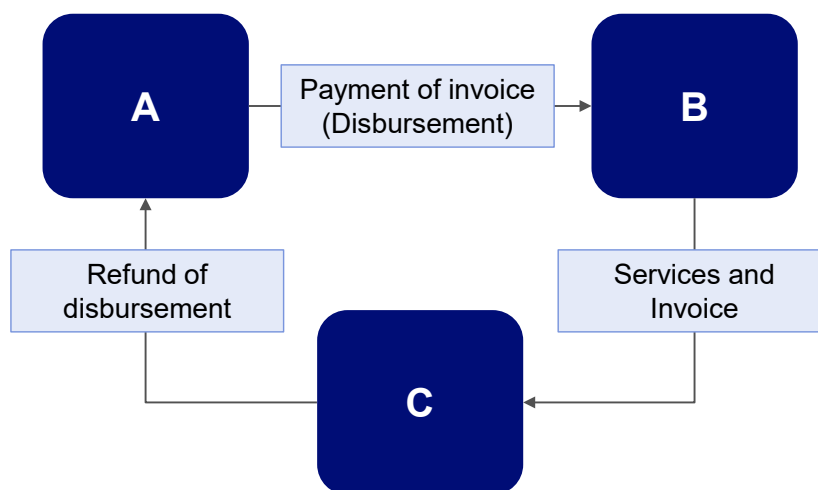 A
Payment of invoice
(Disbursement)
B
Refund of
disbursement
Services and
Invoice
C